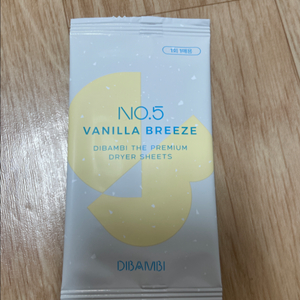 NO.5
VANILLA BREEZE
DIBAMBI THE PREMIUM
DRYER SHEETS
DIBAMBI